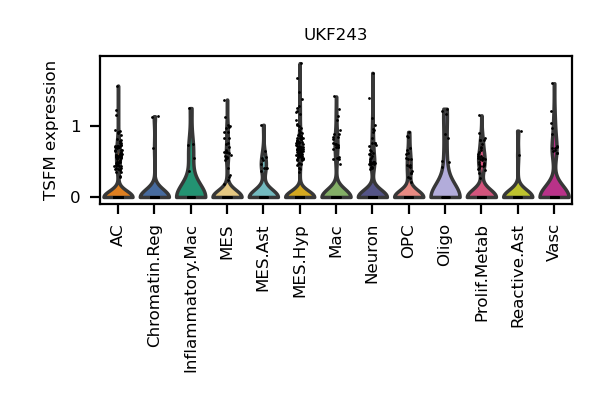 UKF243
TSFM expression
1
0
AC
Chromatin.Reg
Inflammatory.Mac
MES
MES.Ast
MES.Hyp
Mac
Neuron
OPC
Oligo
Prolif.Metab
Reactive.Ast
Vasc